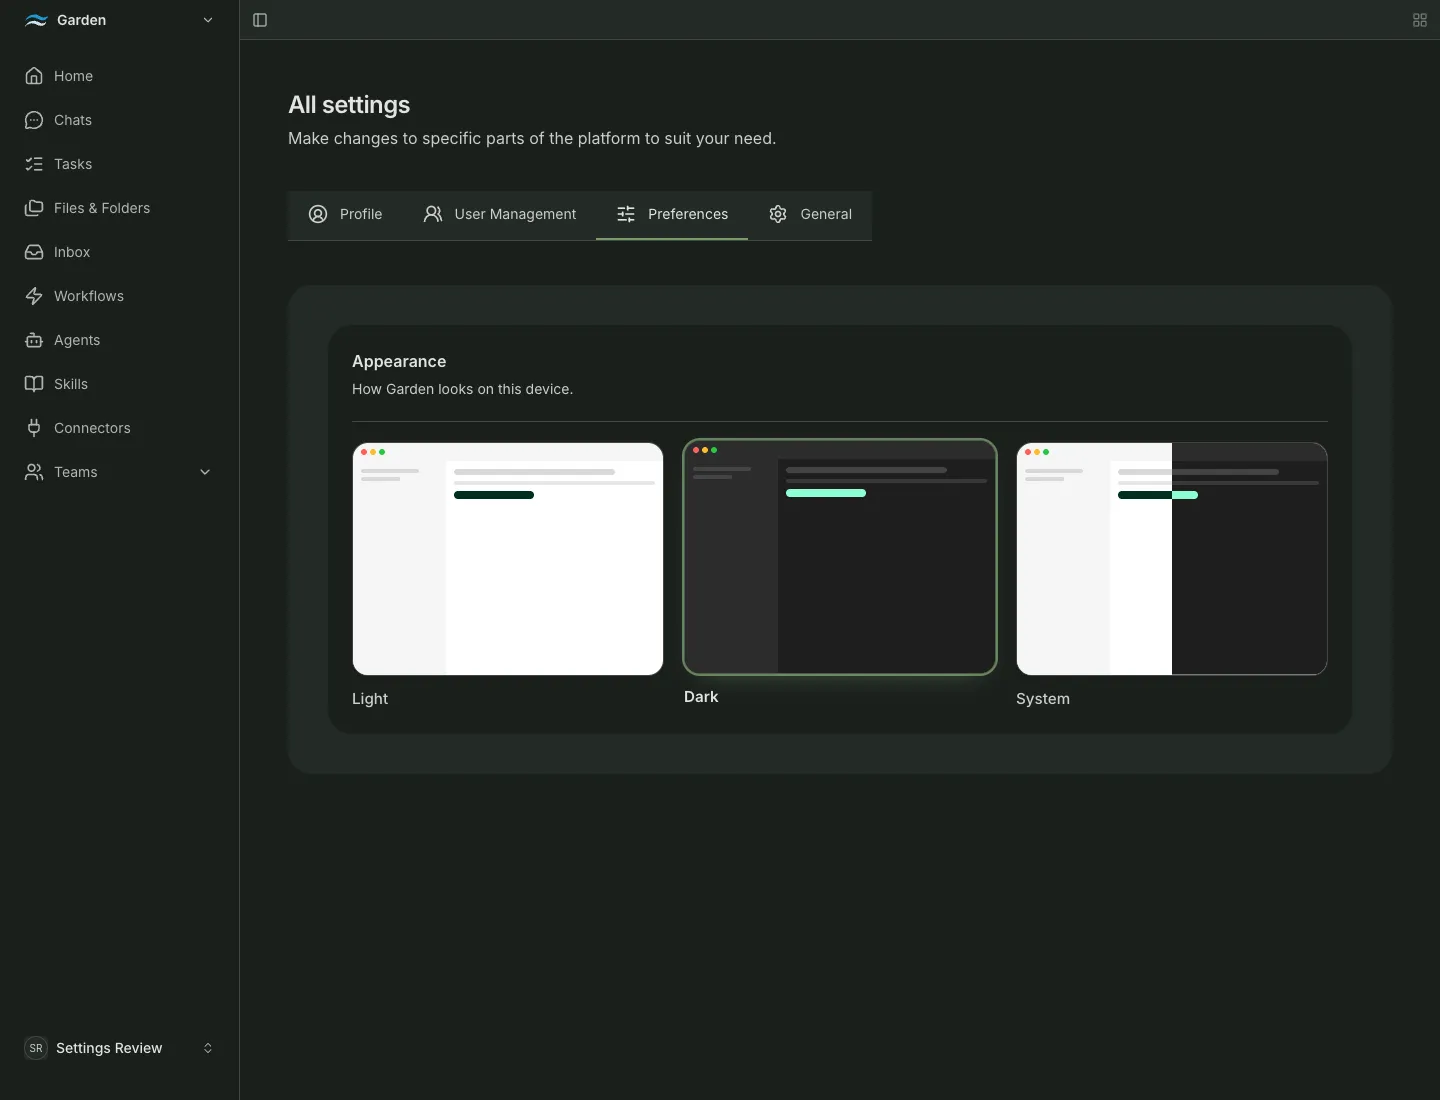 Garden
Home
Chats
Tasks
Files & Folders
Inbox
Workflows
Agents
Skills
Connectors
Teams
SR
Settings Review
All settings
Make changes to specific parts of the platform to suit your need.
Profile
User Management
Preferences
General
Appearance
How Garden looks on this device.
Light
Dark
System